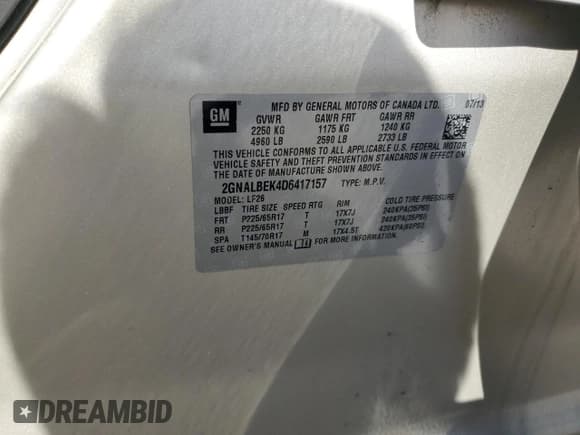 GM
MFD BY GENERAL MOTORS OF CANADA LTD. 07/13
GVWR GAWR FRT GAWR RR
2250 KG 1175 KG 1240 KG
4960 LB 2590 LB 2733 LB
THIS VEHICLE CONFORMS TO ALL APPLICABLE U.S. FEDERAL MOTOR
VEHICLE SAFETY AND THEFT PREVENTION STANDARDS IN EFFECT ON
THE DATE OF MANUFACTURE SHOWN ABOVE.
2GNALBEK4D6417157 TYPE: M.P.V.
MODEL: LF26
LBBF TIRE SIZE SPEED RTG RIM COLD TIRE PRESSURE
FRT P225/65R17 T 17X7J 240KPA(35PSI)
RR P225/65R17 T 17X7J 240KPA(35PSI)
SPA T145/70R17 M 17X4.5T 420KPA(60PSI)
SEE OWNER'S MANUAL FOR MORE INFORMATION.
DREAMBID